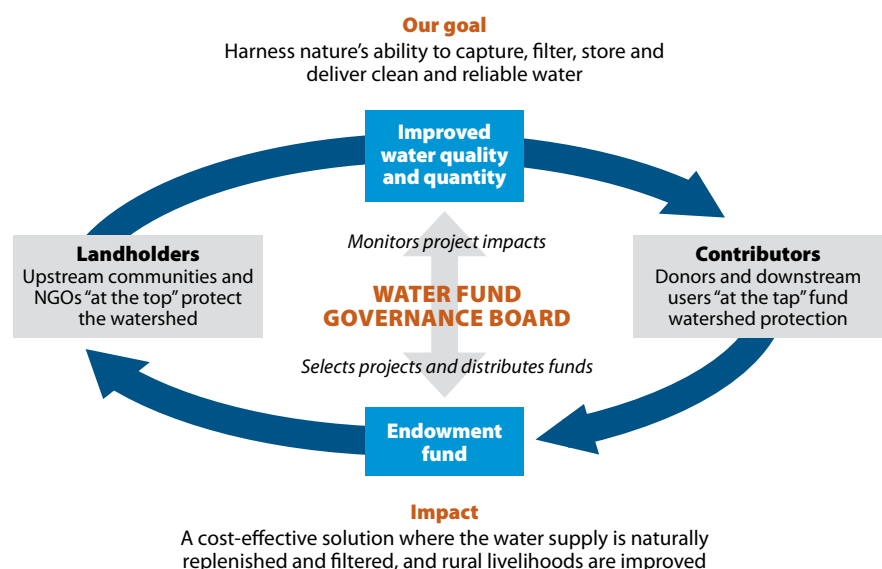 Our goal
Harness nature’s ability to capture, filter, store and
deliver clean and reliable water
Improved
water quality
and quantity
Landholders
Upstream communities and
NGOs “at the top” protect
the watershed
Monitors project impacts
Contributors
Donors and downstream
users “at the tap” fund
watershed protection
WATER FUND
GOVERNANCE BOARD
Selects projects and distributes funds
Endowment
fund
Impact
A cost-effective solution where the water supply is naturally
replenished and filtered, and rural livelihoods are improved